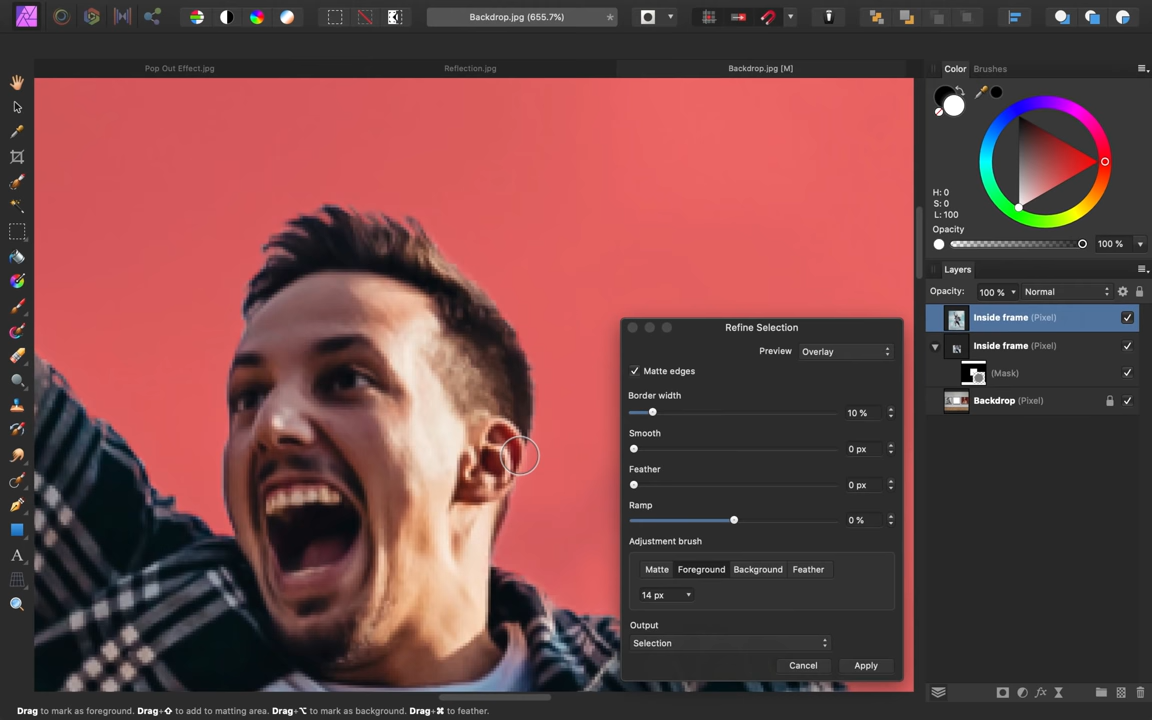 Backdrop.jpg (655.7%)
Pop Out Effect.jpg
Reflection.jpg
Backdrop.jpg [M]
Color
Brushes
H: 0
S: 0
L: 100
Opacity
100 %
Layers
Opacity:
100 %
Normal
Inside frame (Pixel)
Inside frame (Pixel)
(Mask)
Backdrop (Pixel)
Refine Selection
Preview
Overlay
Matte edges
Border width
10 %
Smooth
0 px
Feather
0 px
Ramp
0 %
Adjustment brush
Matte
Foreground
Background
Feather
14 px
Output
Selection
Cancel
Apply
A
Drag to mark as foreground. Drag+⇧ to add to matting area. Drag+⌥ to mark as background. Drag+⌘ to feather.